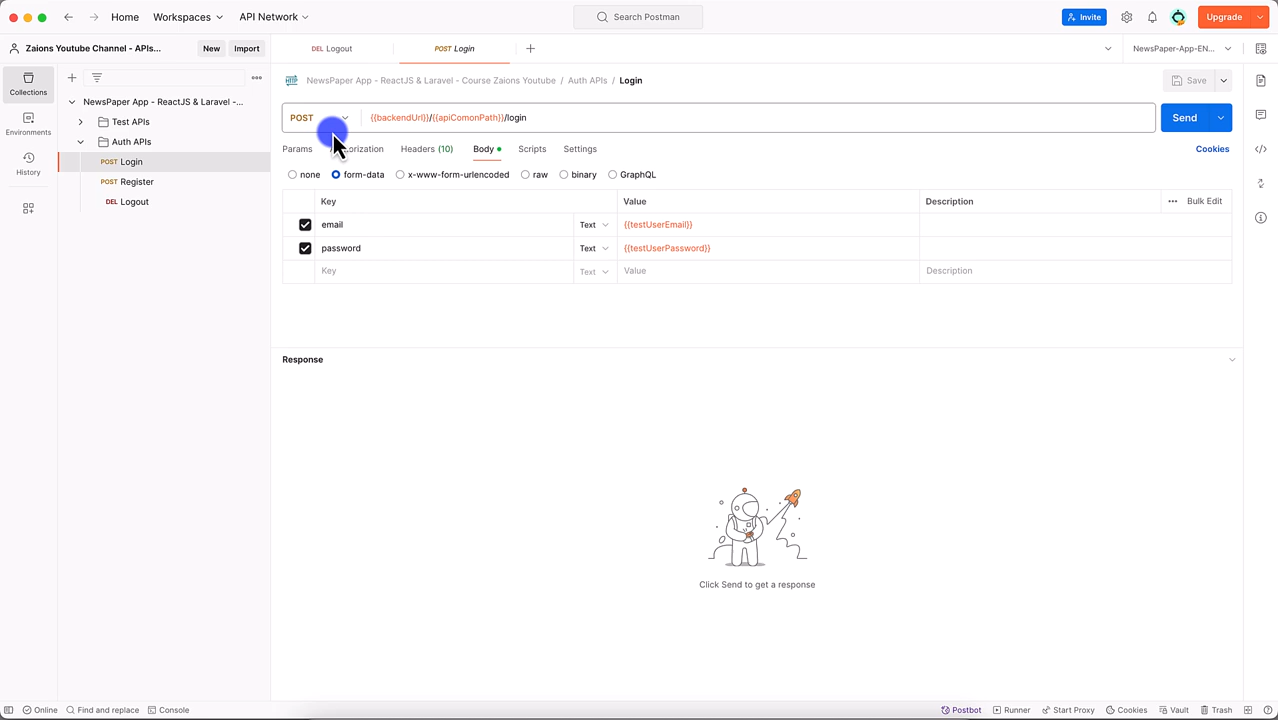 Home Workspaces API Network Search Postman Invite Upgrade
Zaions Youtube Channel - APIs... New Import DEL Logout POST Login NewsPaper-App-EN...
Collections
Environments
History
NewsPaper App - ReactJS & Laravel -...
Test APIs
Auth APIs
POST Login
POST Register
DEL Logout
HTTP NewsPaper App - ReactJS & Laravel - Course Zaions Youtube / Auth APIs / Login Save
POST {{backendUrl}}/{{apiComonPath}}/login Send
Params orization Headers (10) Body Scripts Settings Cookies
none form-data x-www-form-urlencoded raw binary GraphQL
Key Value Description Bulk Edit
email Text {{testUserEmail}}
password Text {{testUserPassword}}
Key Text Value Description
Response
Click Send to get a response
Online Find and replace Console Postbot Runner Start Proxy Cookies Vault Trash